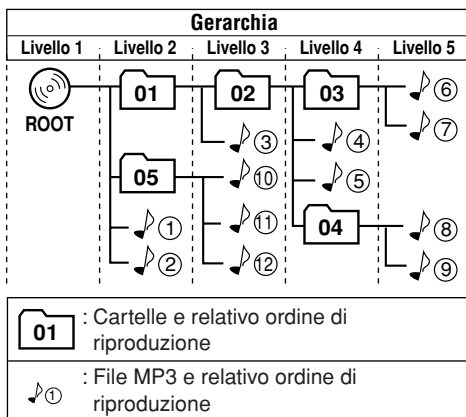 Gerarchia
Livello 1 Livello 2 Livello 3 Livello 4 Livello 5
01 02 03 ⑥
ROOT ⑦
③ ④
05 ⑩ ⑤
① ⑪ 04 ⑧
② ⑫ ⑨
01 : Cartelle e relativo ordine di
riproduzione
① : File MP3 e relativo ordine di
riproduzione